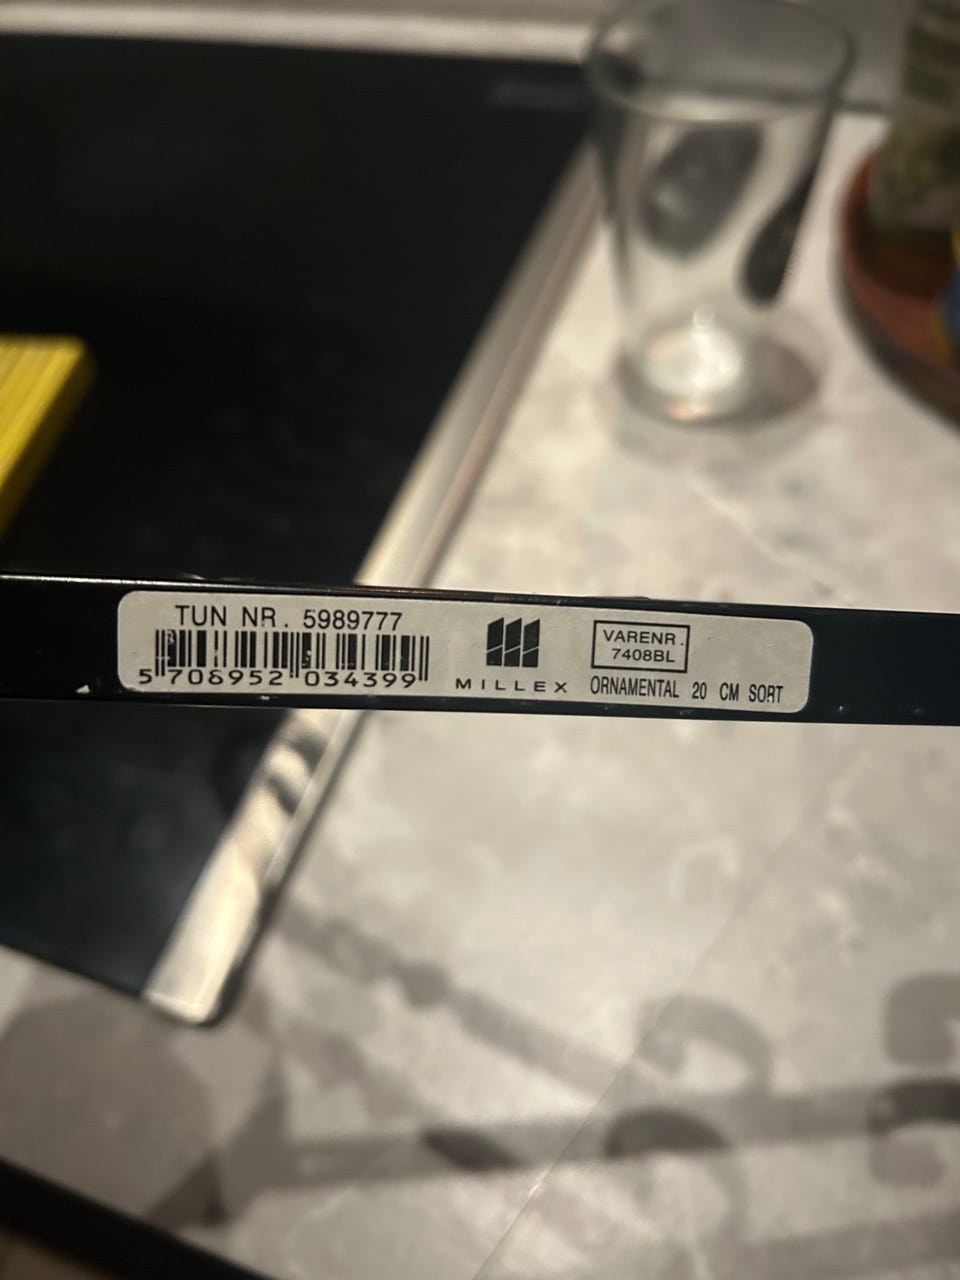 TUN NR. 5989777
5 708952 034399
MILLEX
VARENR.
7408BL
ORNAMENTAL 20 CM SORT